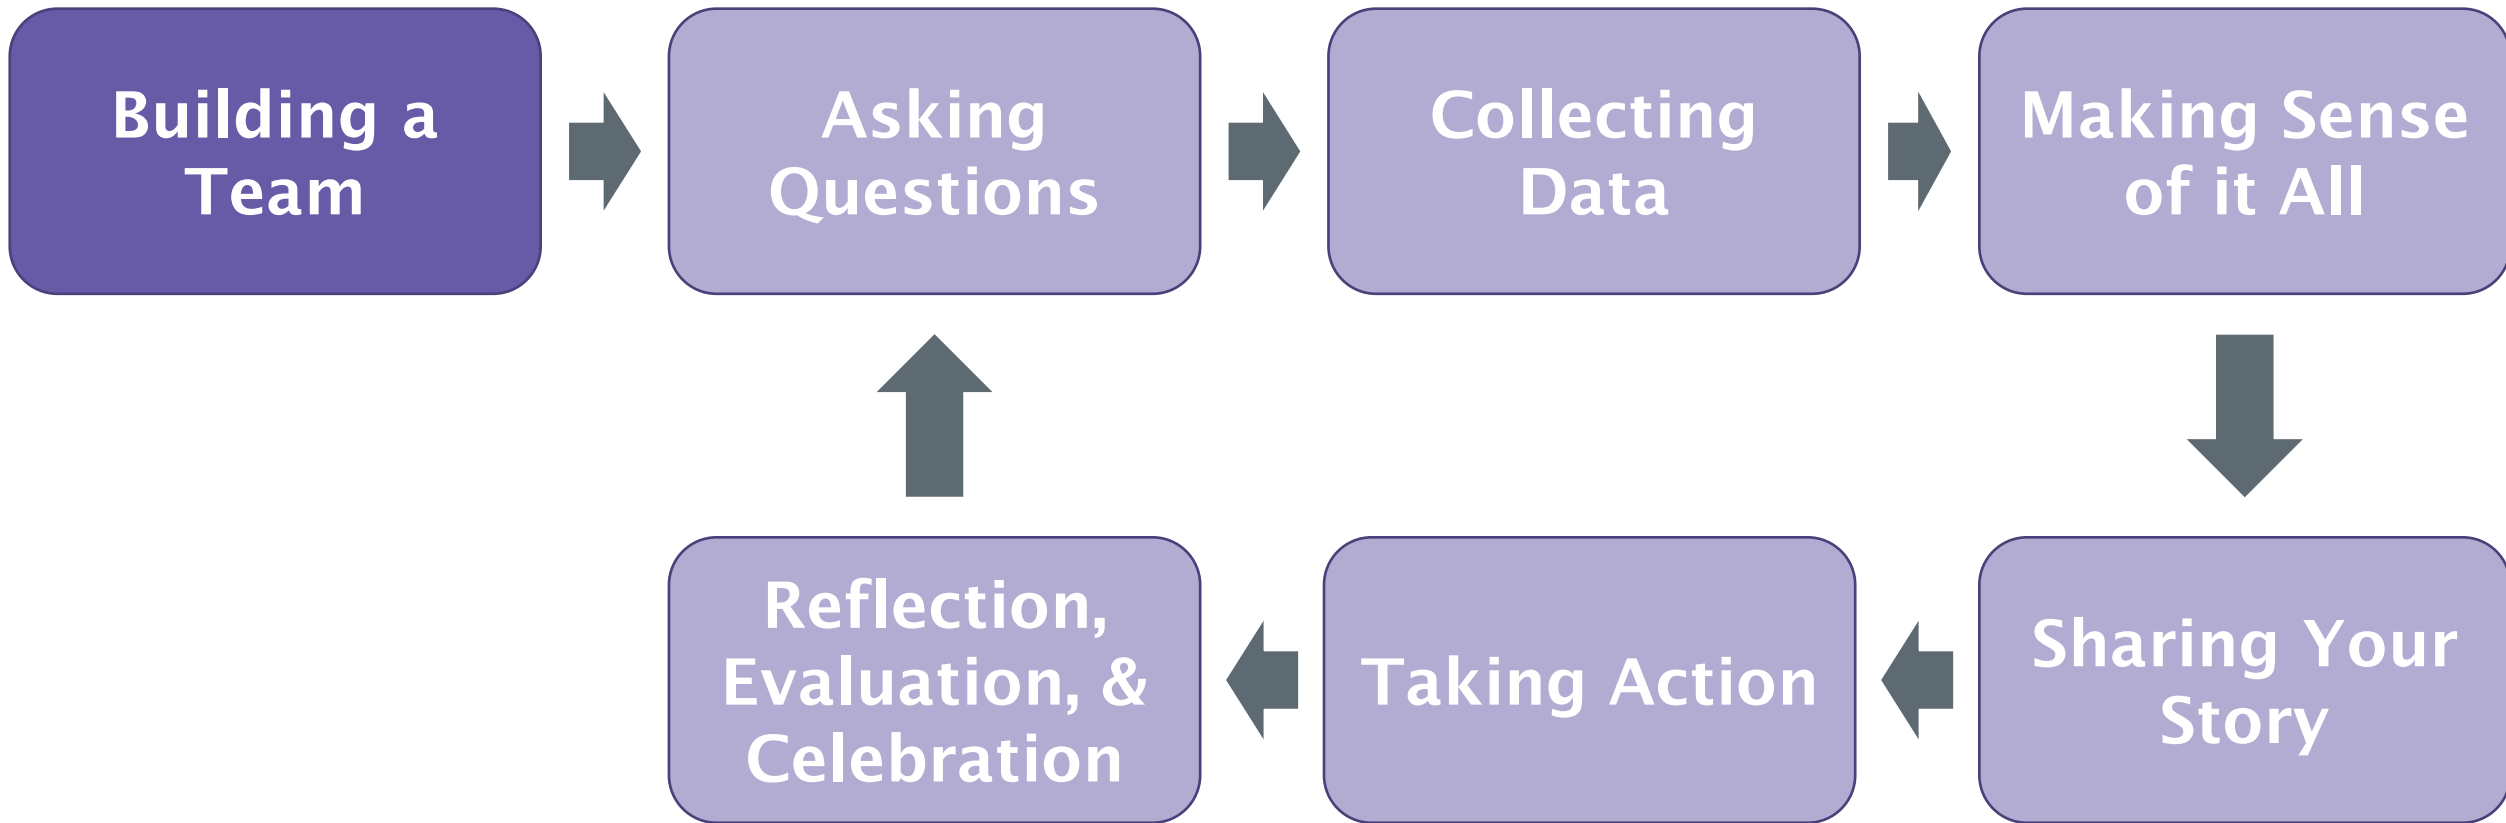 Building a
Team
Asking
Questions
Collecting
Data
Making Sense
of it All
Sharing Your
Story
Taking Action
Reflection,
Evaluation, &
Celebration